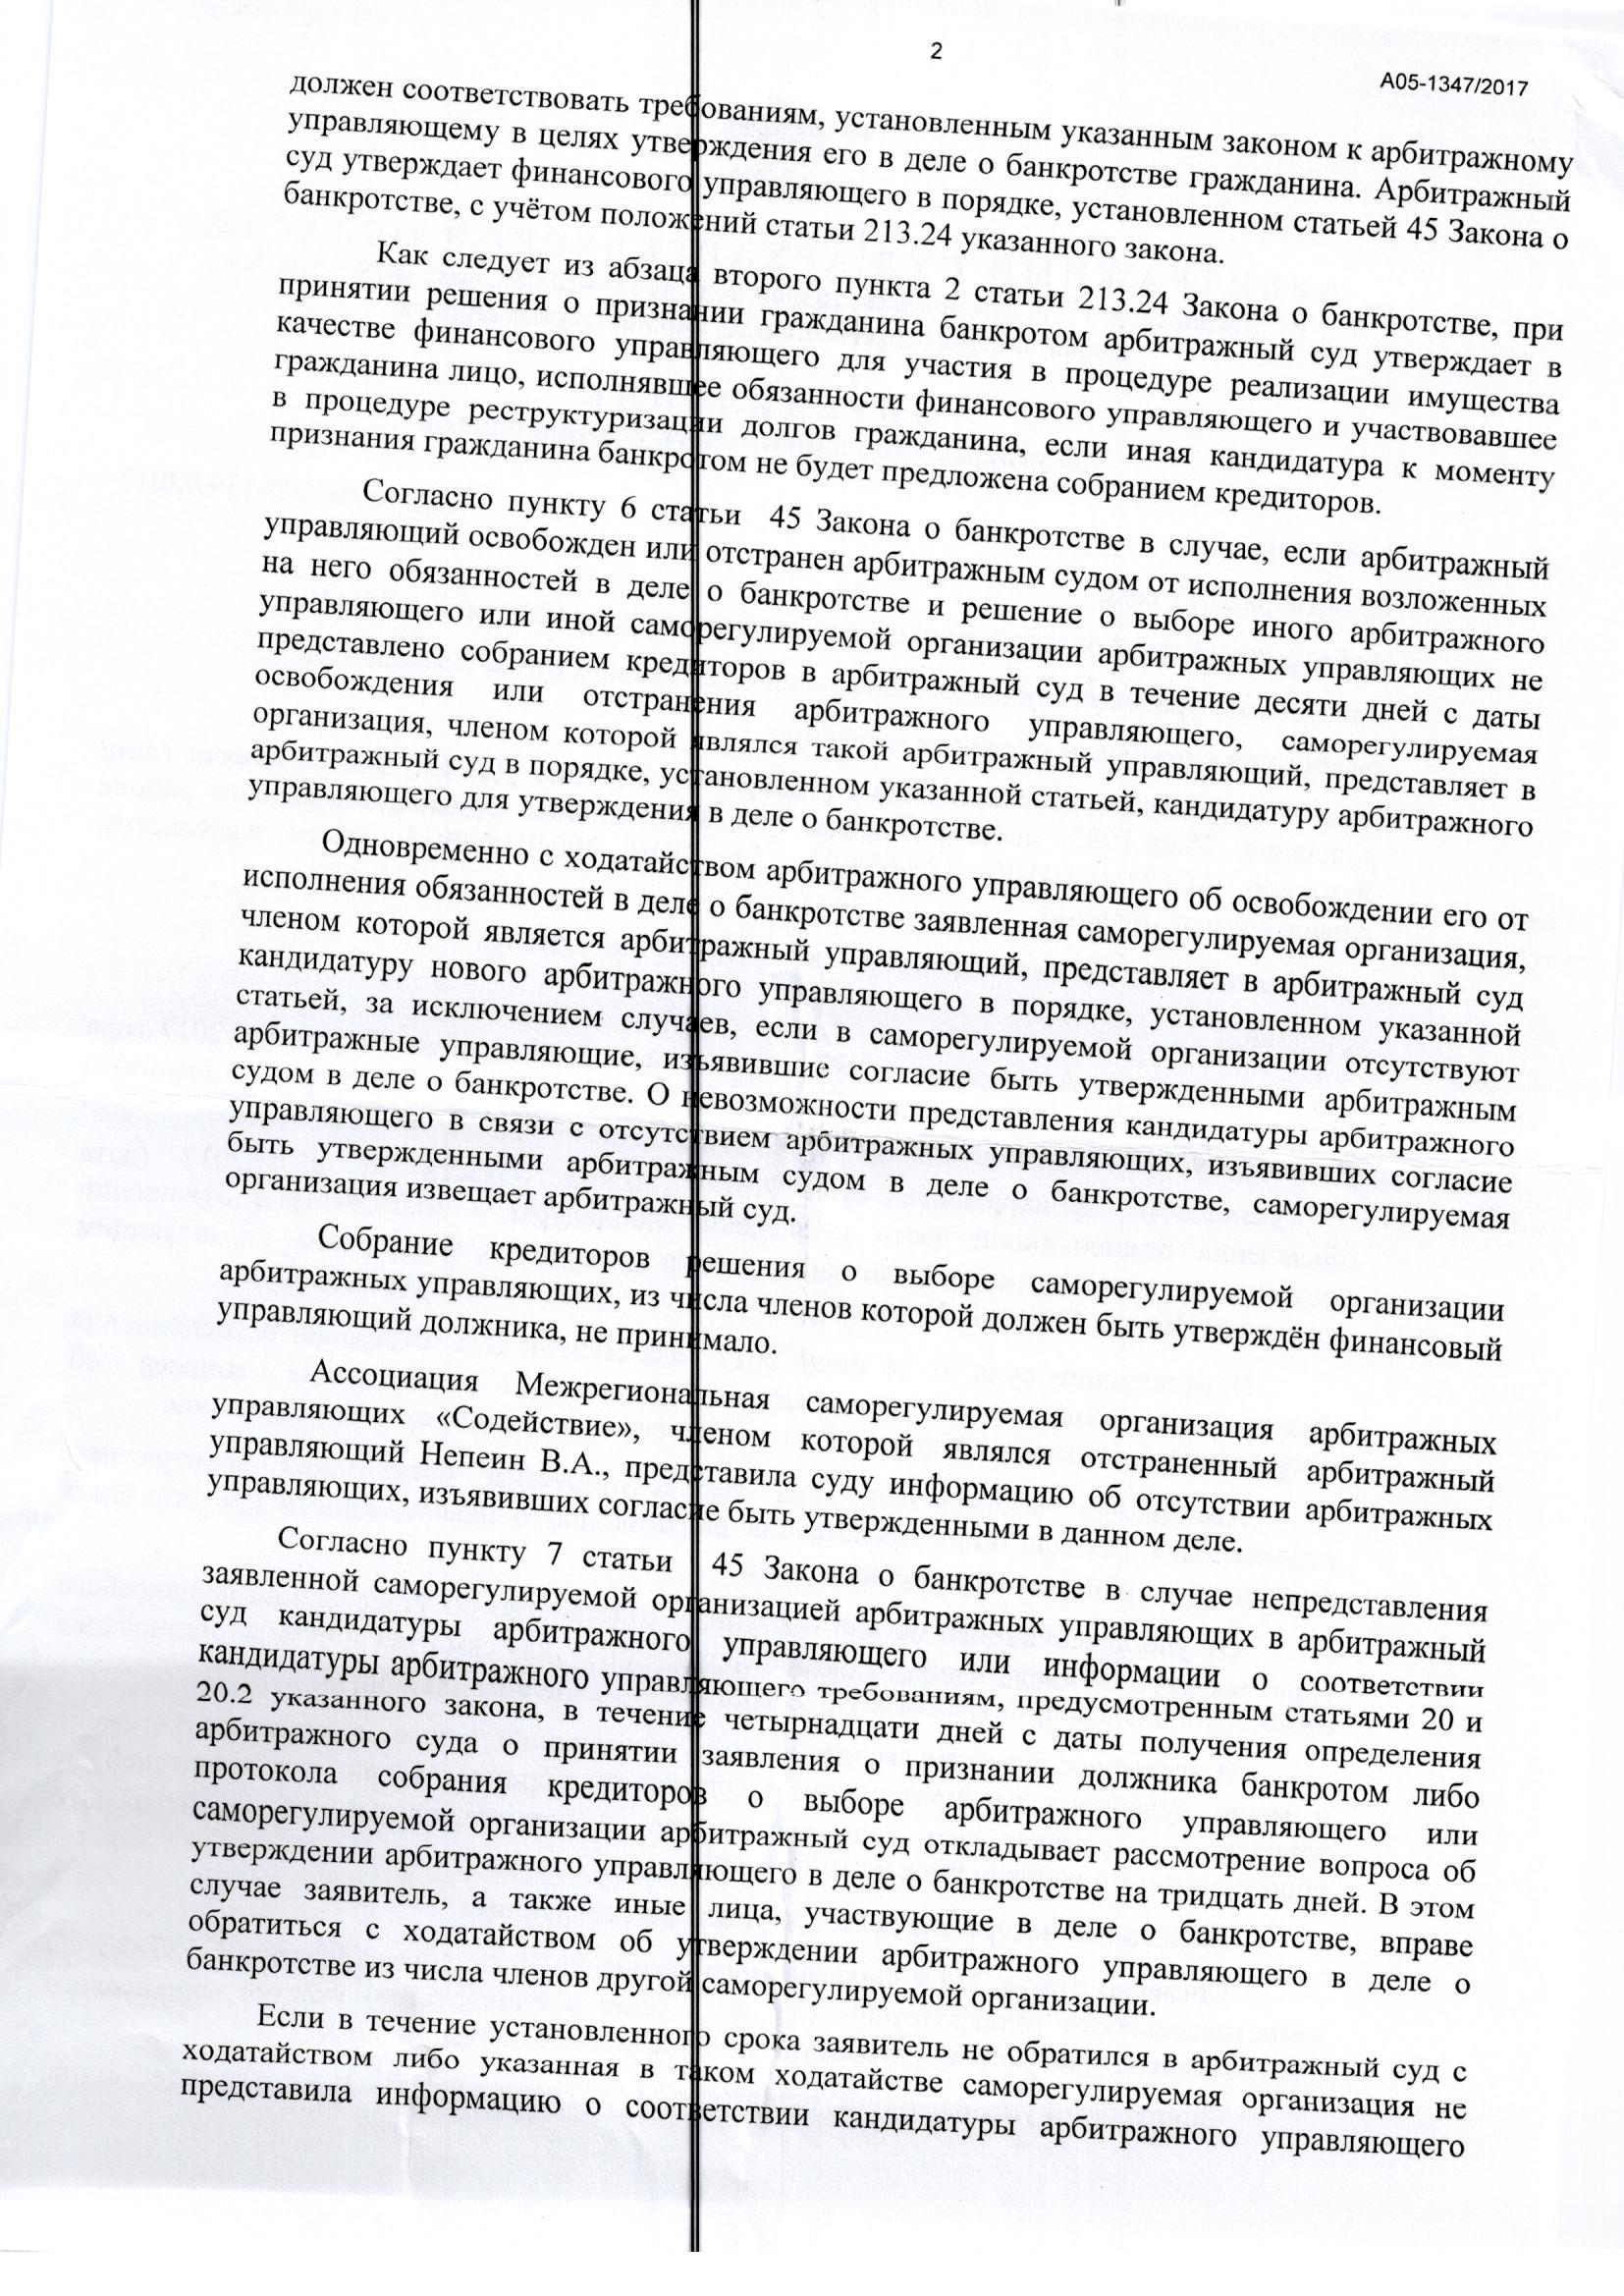 2
А05-1347/2017
должен соответствовать требованиям, установленным указанным законом к арбитражному
управляющему в целях утверждения его в деле о банкротстве гражданина. Арбитражный
суд утверждает финансового управляющего в порядке, установленном статьей 45 Закона о
банкротстве, с учётом положений статьи 213.24 указанного закона.
Как следует из абзаца второго пункта 2 статьи 213.24 Закона о банкротстве, при
принятии решения о признании гражданина банкротом арбитражный суд утверждает в
качестве финансового управляющего для участия в процедуре реализации имущества
гражданина лицо, исполнявшее обязанности финансового управляющего и участвовавшее
в процедуре реструктуризации долгов гражданина, если иная кандидатура к моменту
признания гражданина банкротом не будет предложена собранием кредиторов.
Согласно пункту 6 статьи 45 Закона о банкротстве в случае, если арбитражный
управляющий освобожден или отстранен арбитражным судом от исполнения возложенных
на него обязанностей в деле о банкротстве и решение о выборе иного арбитражного
управляющего или иной саморегулируемой организации арбитражных управляющих не
представлено собранием кредиторов в арбитражный суд в течение десяти дней с даты
освобождения или отстранения арбитражного управляющего, саморегулируемая
организация, членом которой являлся такой арбитражный управляющий, представляет в
арбитражный суд в порядке, установленном указанной статьей, кандидатуру арбитражного
управляющего для утверждения в деле о банкротстве.
Одновременно с ходатайством арбитражного управляющего об освобождении его от
исполнения обязанностей в деле о банкротстве заявленная саморегулируемая организация,
членом которой является арбитражный управляющий, представляет в арбитражный суд
кандидатуру нового арбитражного управляющего в порядке, установленном указанной
статьей, за исключением случаев, если в саморегулируемой организации отсутствуют
арбитражные управляющие, изъявившие согласие быть утвержденными арбитражным
судом в деле о банкротстве. О невозможности представления кандидатуры арбитражного
управляющего в связи с отсутствием арбитражных управляющих, изъявивших согласие
быть утвержденными арбитражным судом в деле о банкротстве, саморегулируемая
организация извещает арбитражный суд.
Собрание кредиторов решения о выборе саморегулируемой организации
арбитражных управляющих, из числа членов которой должен быть утверждён финансовый
управляющий должника, не принимало.
Ассоциация Межрегиональная саморегулируемая организация арбитражных
управляющих «Содействие», членом которой являлся отстраненный арбитражный
управляющий Непеин В.А., представила суду информацию об отсутствии арбитражных
управляющих, изъявивших согласие быть утвержденными в данном деле.
Согласно пункту 7 статьи 45 Закона о банкротстве в случае непредставления
заявленной саморегулируемой организацией арбитражных управляющих в арбитражный
суд кандидатуры арбитражного управляющего или информации о соответствии
кандидатуры арбитражного управляющего требованиям, предусмотренным статьями 20 и
20.2 указанного закона, в течение четырнадцати дней с даты получения определения
арбитражного суда о принятии заявления о признании должника банкротом либо
протокола собрания кредиторов о выборе арбитражного управляющего или
саморегулируемой организации арбитражный суд откладывает рассмотрение вопроса об
утверждении арбитражного управляющего в деле о банкротстве на тридцать дней. В этом
случае заявитель, а также иные лица, участвующие в деле о банкротстве, вправе
обратиться с ходатайством об утверждении арбитражного управляющего в деле о
банкротстве из числа членов другой саморегулируемой организации.
Если в течение установленного срока заявитель не обратился в арбитражный суд с
ходатайством либо указанная в таком ходатайстве саморегулируемая организация не
представила информацию о соответствии кандидатуры арбитражного управляющего